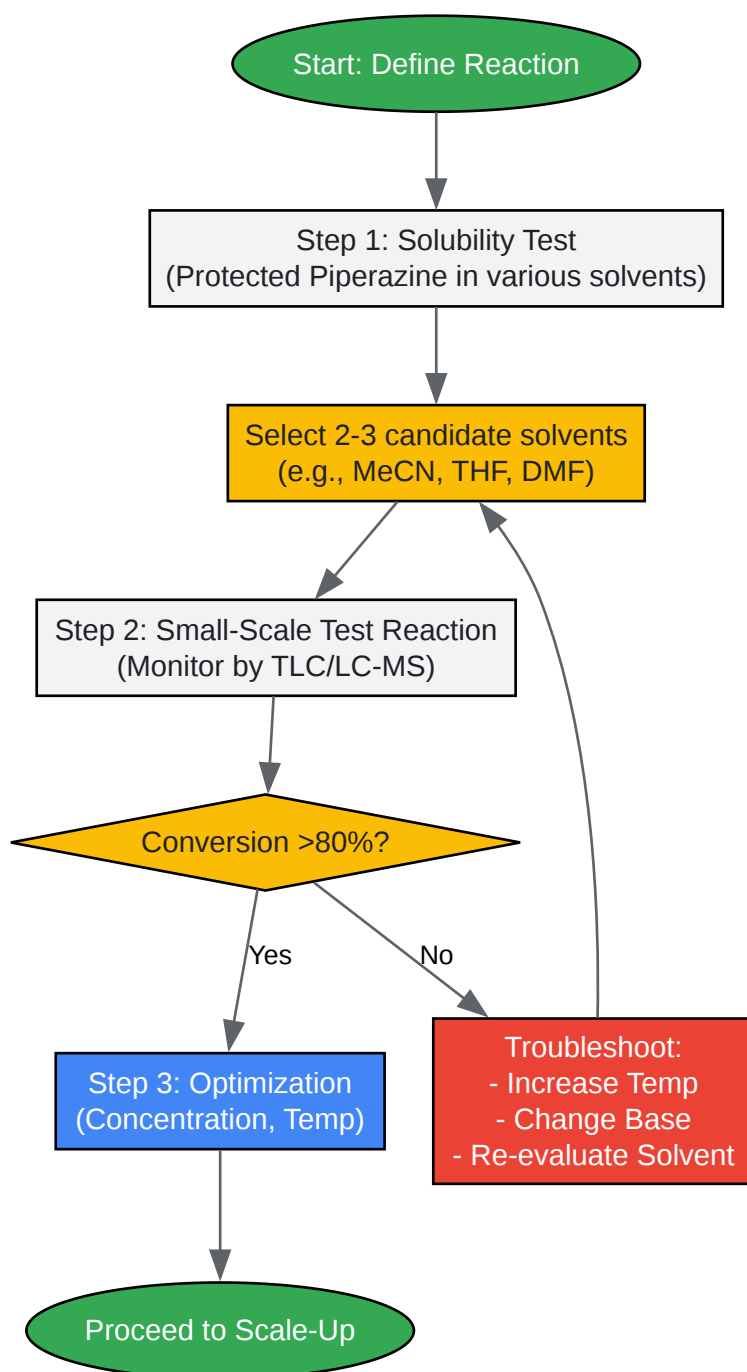 Start: Define Reaction
Step 1: Solubility Test
(Protected Piperazine in various solvents)
Select 2-3 candidate solvents
(e.g., MeCN, THF, DMF)
Step 2: Small-Scale Test Reaction
(Monitor by TLC/LC-MS)
Conversion >80%?
Yes
No
Step 3: Optimization
(Concentration, Temp)
Troubleshoot:
- Increase Temp
- Change Base
- Re-evaluate Solvent
Proceed to Scale-Up